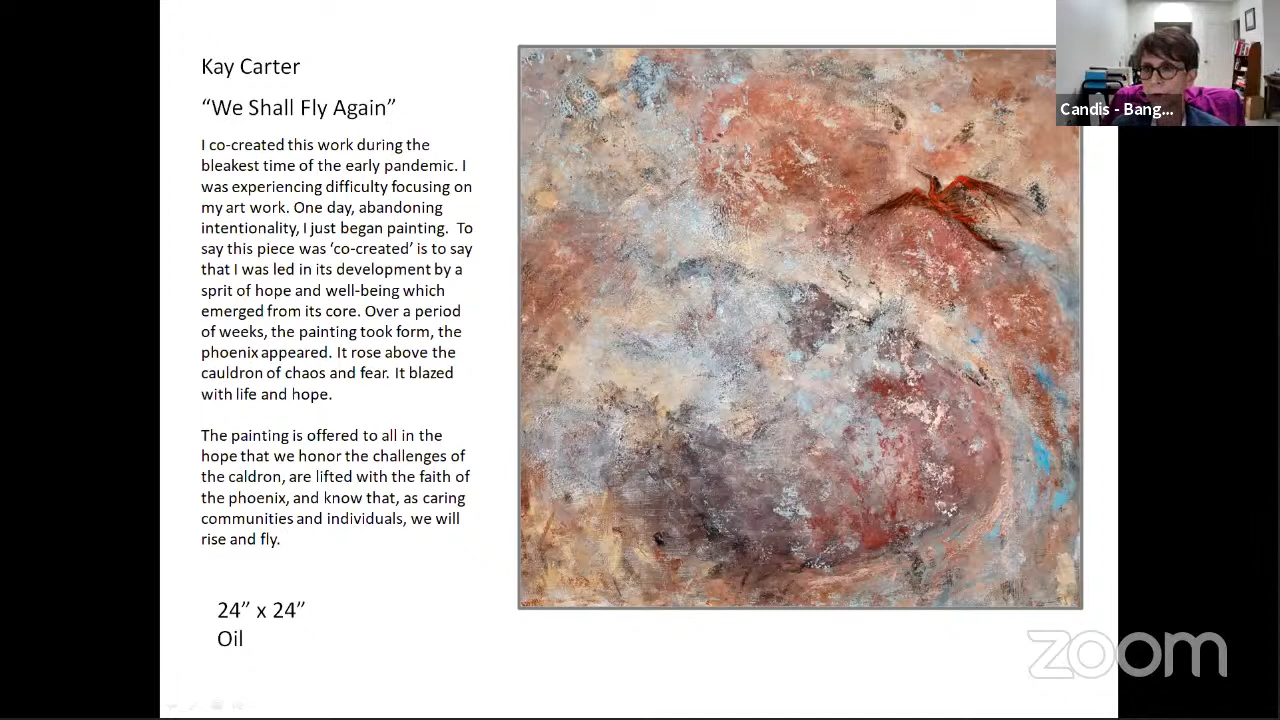 Kay Carter
“We Shall Fly Again”
I co-created this work during the
bleakest time of the early pandemic. I
was experiencing difficulty focusing on
my art work. One day, abandoning
intentionality, I just began painting.  To
say this piece was ‘co-created’ is to say
that I was led in its development by a
sprit of hope and well-being which
emerged from its core. Over a period
of weeks, the painting took form, the
phoenix appeared. It rose above the
cauldron of chaos and fear. It blazed
with life and hope.
The painting is offered to all in the
hope that we honor the challenges of
the caldron, are lifted with the faith of
the phoenix, and know that, as caring
communities and individuals, we will
rise and fly.
24” x 24”
Oil
Candis - Bang...
zoom